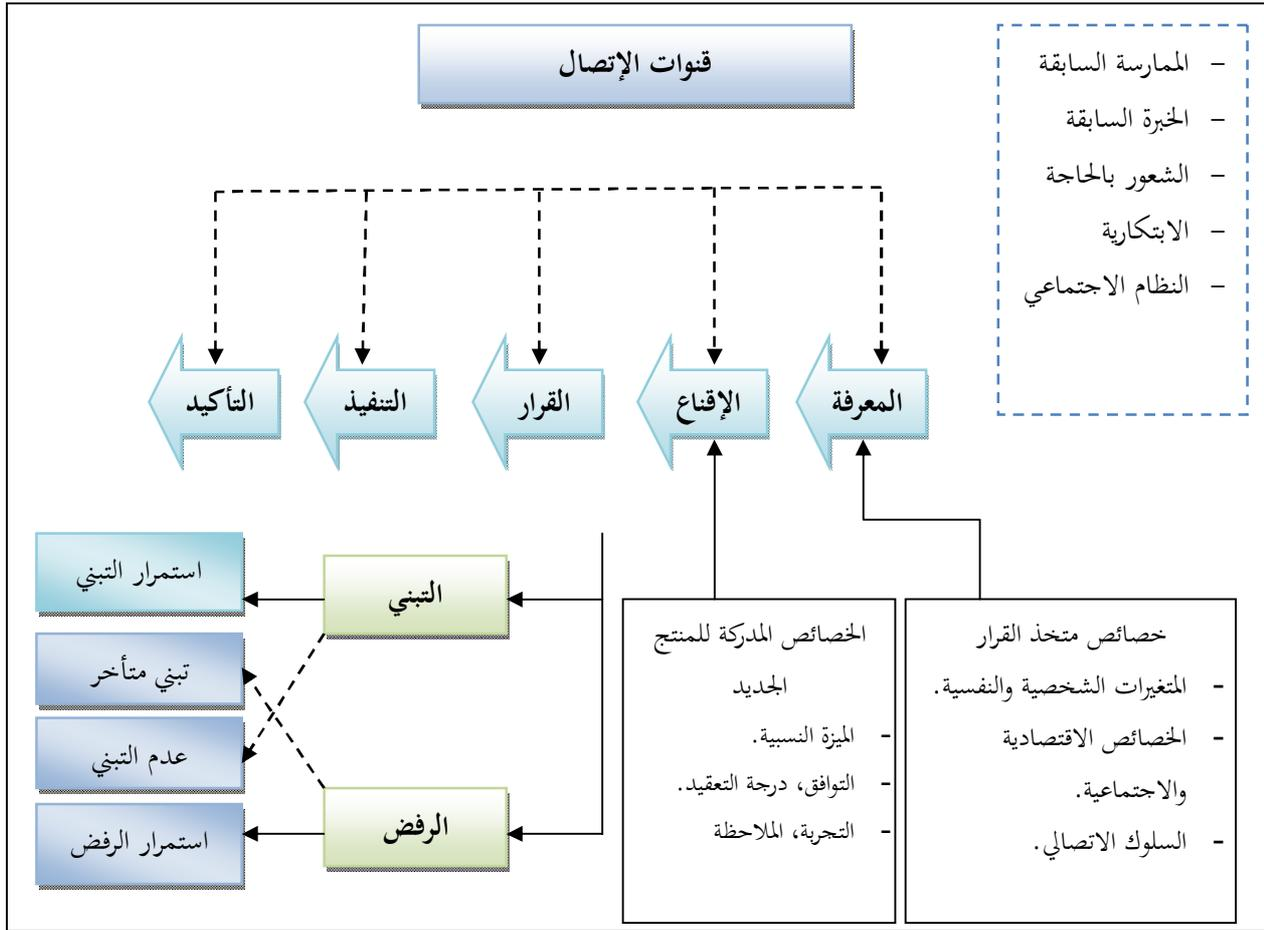 قنوات الإتصال
– الممارسة السابقة
– الخبرة السابقة
– الشعور بالحاجة
– الابتكارية
– النظام الاجتماعي
المعرفة
الإقناع
القرار
التنفيذ
التأكيد
خصائص متخذ القرار
- المتغيرات الشخصية والنفسية.
- الخصائص الاقتصادية
والاجتماعية.
- السلوك الاتصالي.
الخصائص المدركة للمنتج
الجديد
- الميزة النسبية.
- التوافق، درجة التعقيد.
- التجربة، الملاحظة
التبني
الرفض
استمرار التبني
تبني متأخر
عدم التبني
استمرار الرفض